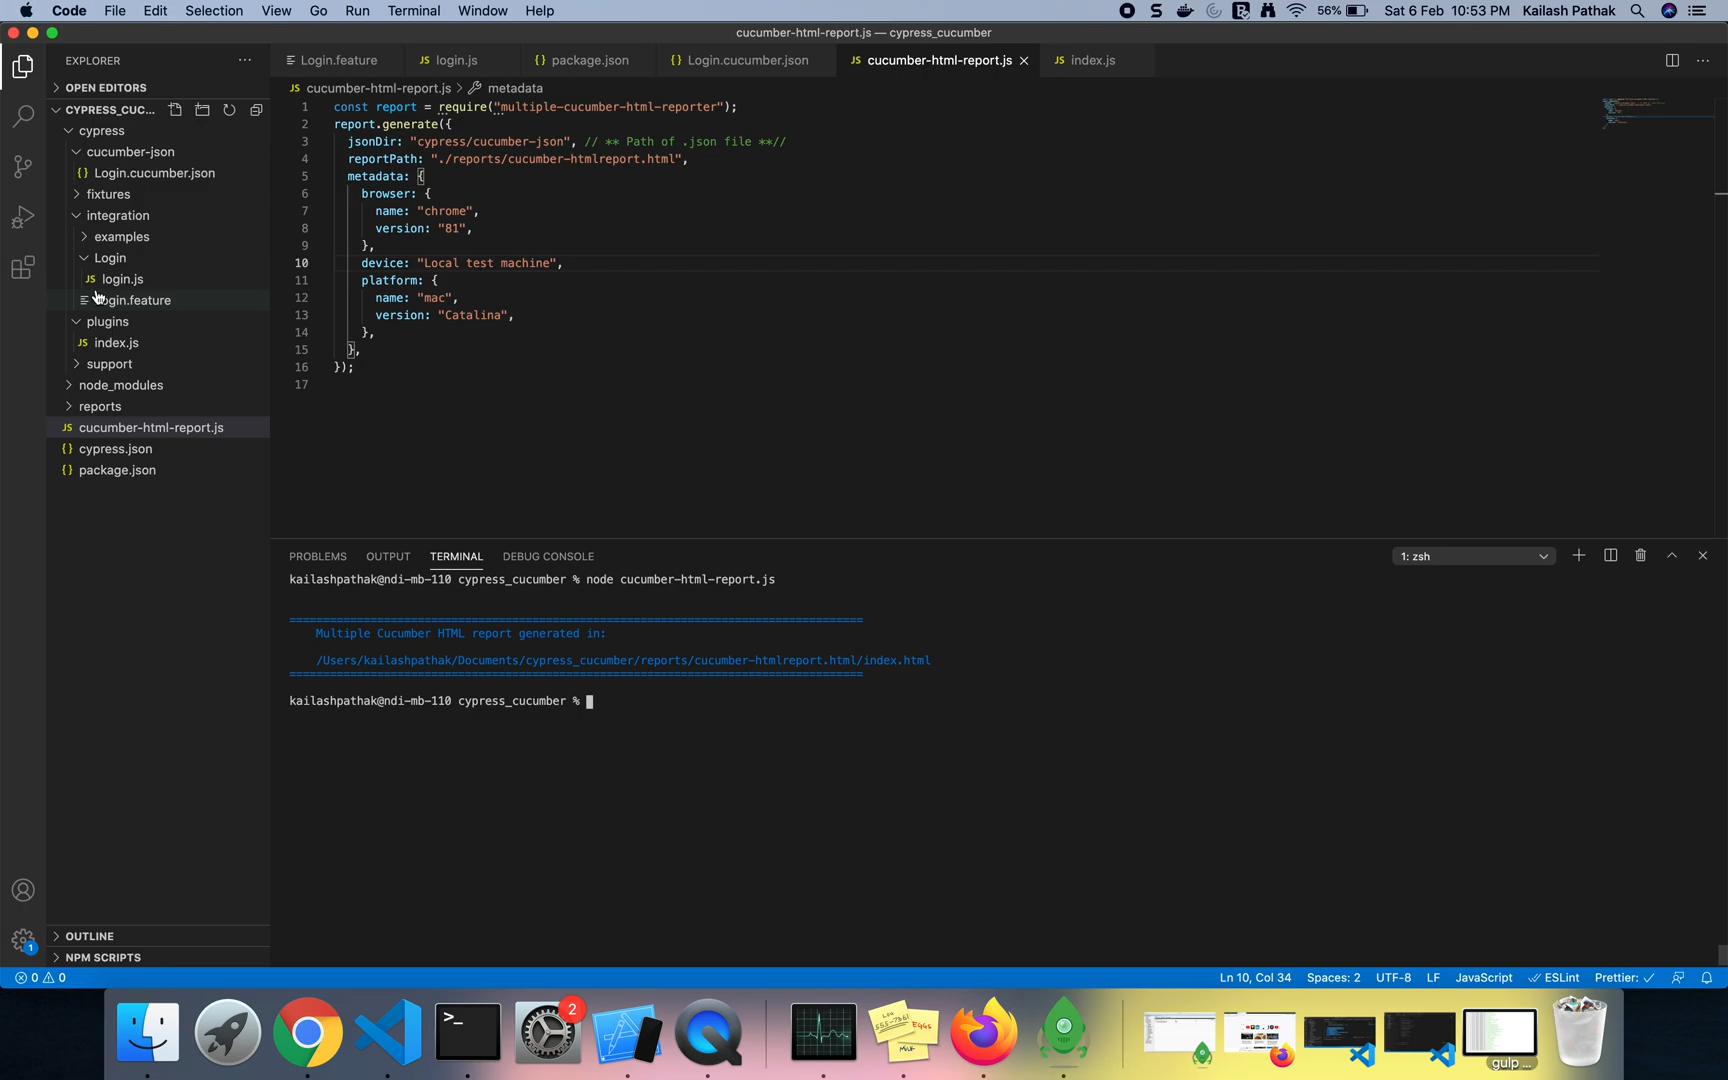 Code File Edit Selection View Go Run Terminal Window Help
56% Sat 6 Feb 10:53 PM Kailash Pathak
cucumber-html-report.js — cypress_cucumber
EXPLORER
Login.feature JS login.js {} package.json {} Login.cucumber.json JS cucumber-html-report.js JS index.js
OPEN EDITORS
JS cucumber-html-report.js > metadata
CYPRESS_CUC...
cypress
cucumber-json
{} Login.cucumber.json
fixtures
integration
examples
Login
JS login.js
gin.feature
plugins
JS index.js
support
node_modules
reports
JS cucumber-html-report.js
{} cypress.json
{} package.json
OUTLINE
NPM SCRIPTS
1 const report = require("multiple-cucumber-html-reporter");
2 report.generate({
3 jsonDir: "cypress/cucumber-json", // ** Path of .json file **//
4 reportPath: "./reports/cucumber-htmlreport.html",
5 metadata: {
6 browser: {
7 name: "chrome",
8 version: "81",
9 },
10 device: "Local test machine",
11 platform: {
12 name: "mac",
13 version: "Catalina",
14 },
15 },
16 });
17
PROBLEMS OUTPUT TERMINAL DEBUG CONSOLE 1: zsh
kailashpathak@ndi-mb-110 cypress_cucumber % node cucumber-html-report.js
=====================================================================================
Multiple Cucumber HTML report generated in:
/Users/kailashpathak/Documents/cypress_cucumber/reports/cucumber-htmlreport.html/index.html
=====================================================================================
kailashpathak@ndi-mb-110 cypress_cucumber %
1
0 0 Ln 10, Col 34 Spaces: 2 UTF-8 LF JavaScript ESLint Prettier: ✓
2
gulp ...